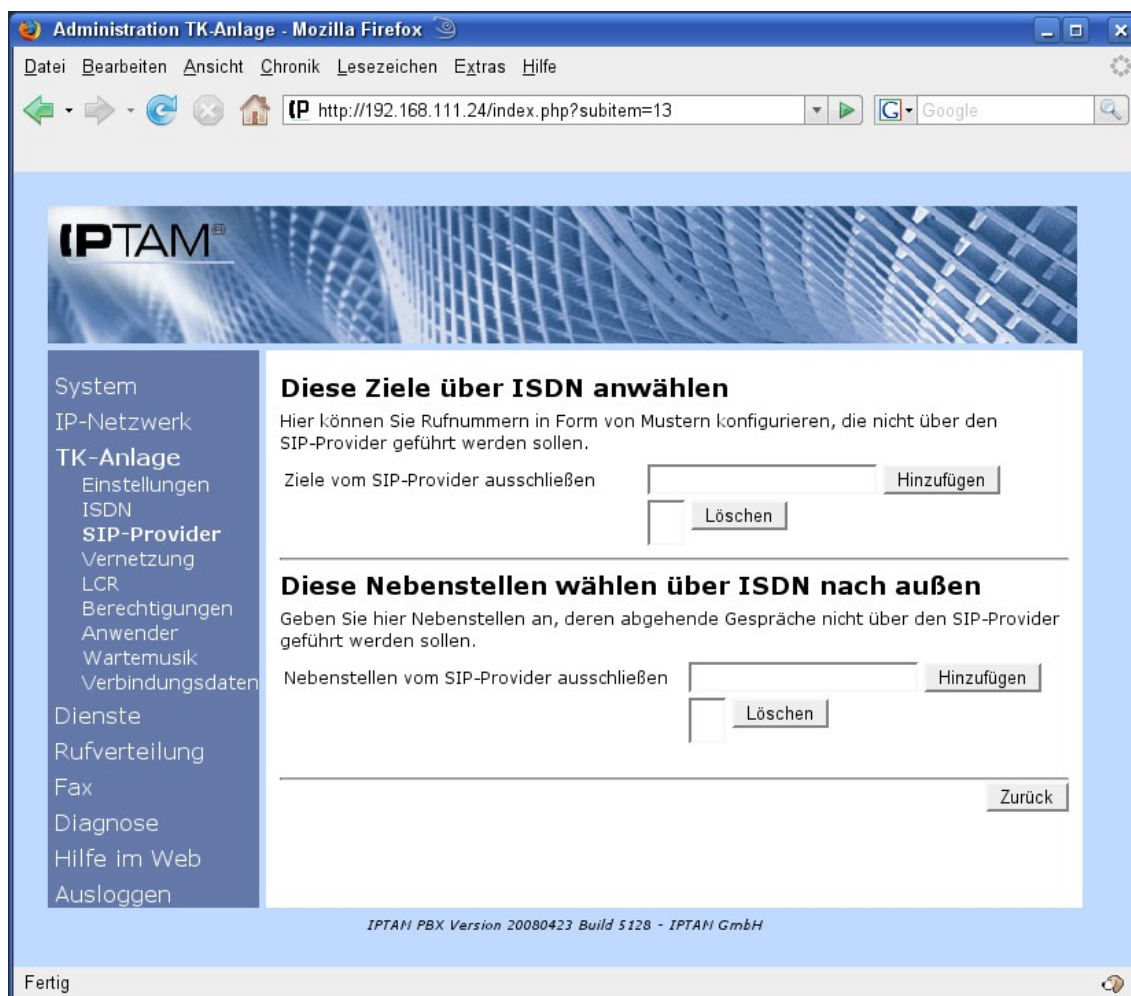 Administration TK-Anlage - Mozilla Firefox
Datei Bearbeiten Ansicht Chronik Lesezeichen Extras Hilfe
(P http://192.168.111.24/index.php?subitem=13 G Google
(PTAM®
System
IP-Netzwerk
TK-Anlage
Einstellungen
ISDN
SIP-Provider
Vernetzung
LCR
Berechtigungen
Anwender
Wartemusik
Verbindungsdaten
Dienste
Rufverteilung
Fax
Diagnose
Hilfe im Web
Ausloggen
Diese Ziele über ISDN anwählen
Hier können Sie Rufnummern in Form von Mustern konfigurieren, die nicht über den
SIP-Provider geführt werden sollen.
Ziele vom SIP-Provider ausschließen Hinzufügen
Löschen
Diese Nebenstellen wählen über ISDN nach außen
Geben Sie hier Nebenstellen an, deren abgehende Gespräche nicht über den SIP-Provider
geführt werden sollen.
Nebenstellen vom SIP-Provider ausschließen Hinzufügen
Löschen
Zurück
IPTAM PBX Version 20080423 Build 5128 - IPTAM GmbH
Fertig